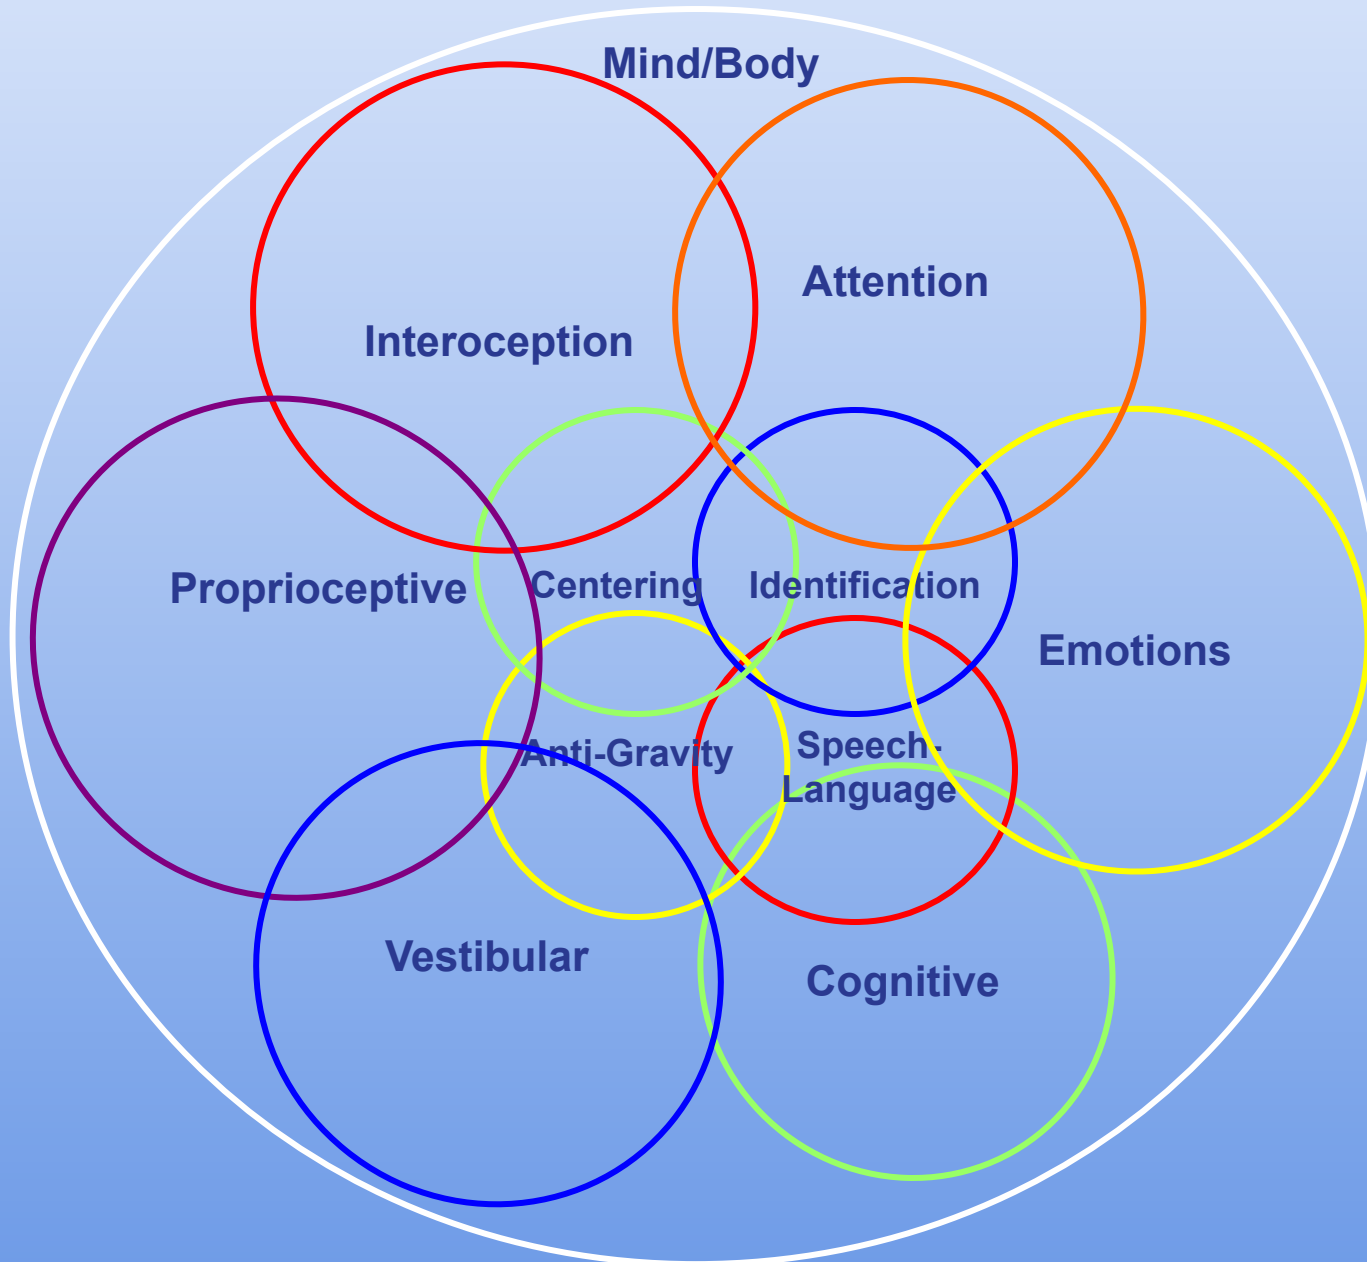 Mind/Body
Attention
Interoception
Proprioceptive
Centering
Identification
Emotions
Anti-Gravity
Speech-
Language
Vestibular
Cognitive